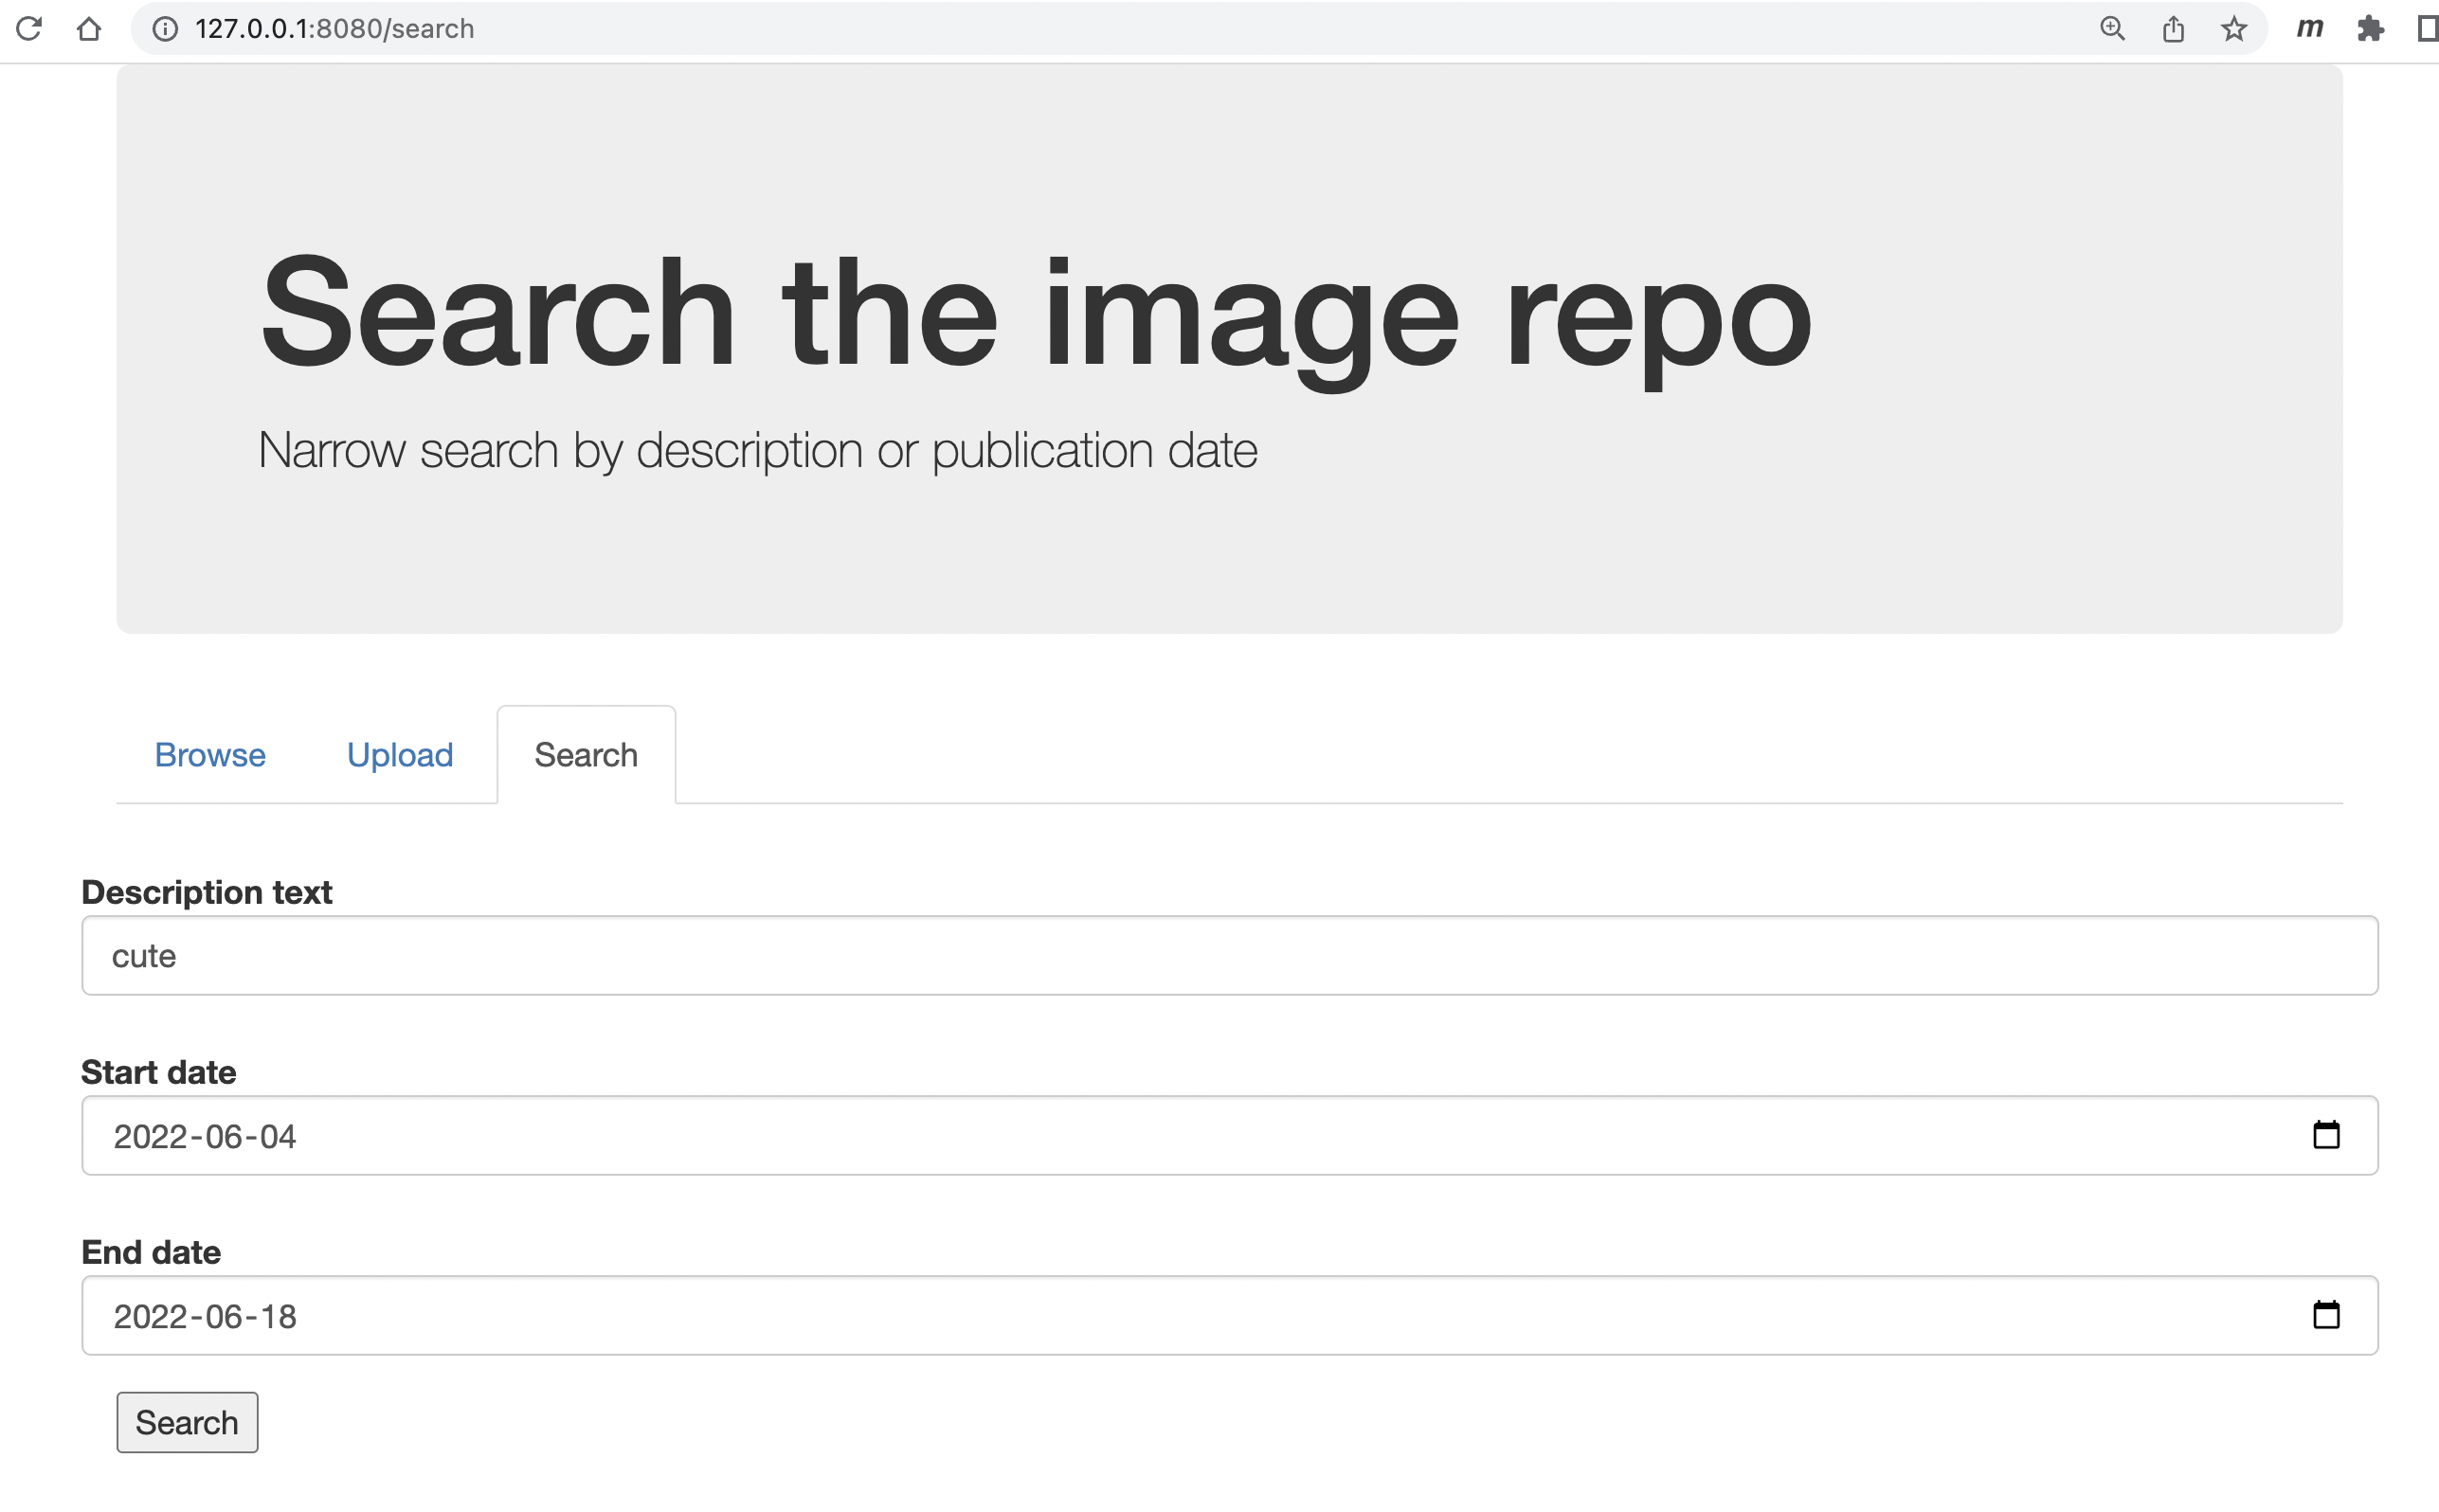 127.0.0.1:8080/search
m
Search the image repo
Narrow search by description or publication date
Browse Upload Search
Description text
cute
Start date
2022-06-04
End date
2022-06-18
Search